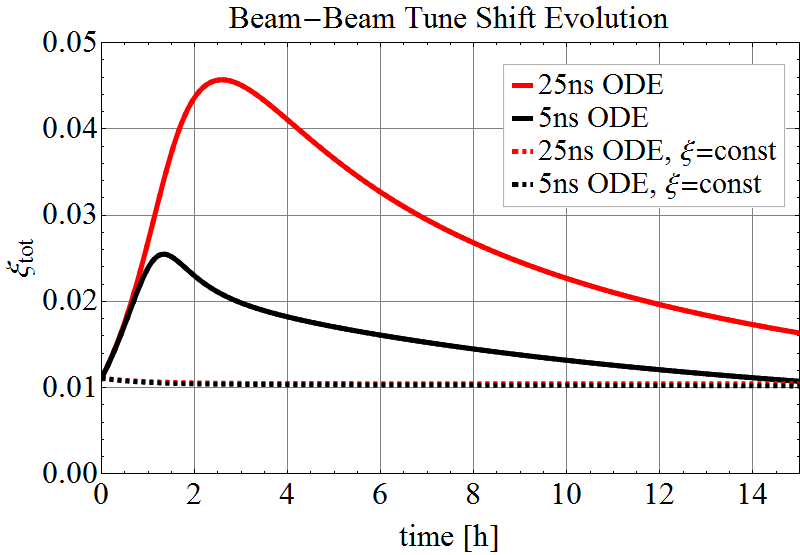 Beam−Beam Tune Shift Evolution
0.05
0.04
0.03
0.02
0.01
0.00
ξtot
25ns ODE
5ns ODE
25ns ODE, ξ=const
5ns ODE, ξ=const
0 2 4 6 8 10 12 14
time [h]